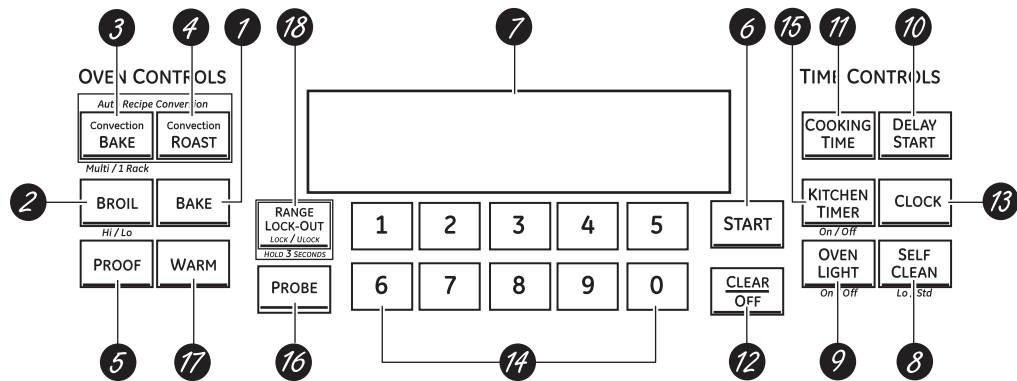 3 4 1 18 7 6 15 11 10
OVEN CONTROLS
TIME CONTROLS
Auto Recipe Conversion
Convection BAKE
Convection ROAST
Multi / 1 Rack
COOKING TIME
DELAY START
2
BROIL
BAKE
Hi / Lo
RANGE LOCK-OUT
LOCK / ULOCK
HOLD 3 SECONDS
1 2 3 4 5
START
KITCHEN TIMER
On / Off
CLOCK
13
PROOF
WARM
PROBE
6 7 8 9 0
CLEAR
OFF
OVEN LIGHT
On / Off
SELF CLEAN
Lo / Std
5 17 16 14 12 9 8